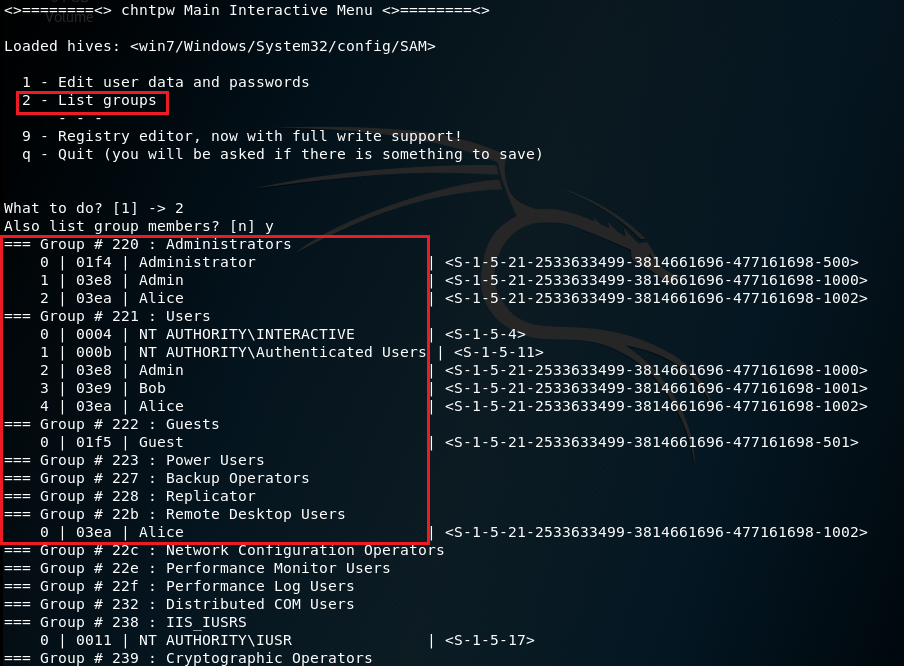 Volume
<>========<> chntpw Main Interactive Menu <>========<>
Loaded hives: <win7/Windows/System32/config/SAM>
1 - Edit user data and passwords
2 - List groups
- - -
9 - Registry editor, now with full write support!
q - Quit (you will be asked if there is something to save)
What to do? [1] -> 2
Also list group members? [n] y
=== Group # 220 : Administrators
0 | 01f4 | Administrator | <S-1-5-21-2533633499-3814661696-477161698-500>
1 | 03e8 | Admin | <S-1-5-21-2533633499-3814661696-477161698-1000>
2 | 03ea | Alice | <S-1-5-21-2533633499-3814661696-477161698-1002>
=== Group # 221 : Users
0 | 0004 | NT AUTHORITY\INTERACTIVE | <S-1-5-4>
1 | 000b | NT AUTHORITY\Authenticated Users | <S-1-5-11>
2 | 03e8 | Admin | <S-1-5-21-2533633499-3814661696-477161698-1000>
3 | 03e9 | Bob | <S-1-5-21-2533633499-3814661696-477161698-1001>
4 | 03ea | Alice | <S-1-5-21-2533633499-3814661696-477161698-1002>
=== Group # 222 : Guests
0 | 01f5 | Guest | <S-1-5-21-2533633499-3814661696-477161698-501>
=== Group # 223 : Power Users
=== Group # 227 : Backup Operators
=== Group # 228 : Replicator
=== Group # 22b : Remote Desktop Users
0 | 03ea | Alice | <S-1-5-21-2533633499-3814661696-477161698-1002>
=== Group # 22c : Network Configuration Operators
=== Group # 22e : Performance Monitor Users
=== Group # 22f : Performance Log Users
=== Group # 232 : Distributed COM Users
=== Group # 238 : IIS_IUSRS
0 | 0011 | NT AUTHORITY\IUSR | <S-1-5-17>
=== Group # 239 : Cryptographic Operators